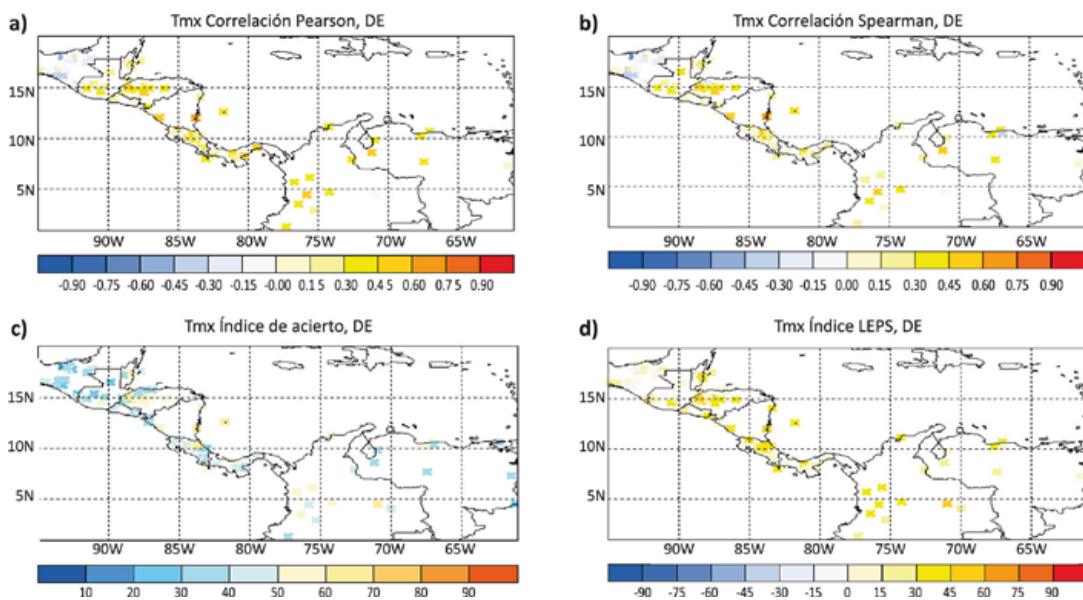 a) Tmx Correlación Pearson, DE
15N
10N
5N
90W 85W 80W 75W 70W 65W
-0.90 -0.75 -0.60 -0.45 -0.30 -0.15 -0.00 0.15 0.30 0.45 0.60 0.75 0.90
b) Tmx Correlación Spearman, DE
15N
10N
5N
90W 85W 80W 75W 70W 65W
-0.90 -0.75 -0.60 -0.45 -0.30 -0.15 -0.00 0.15 0.30 0.45 0.60 0.75 0.90
c) Tmx Índice de acierto, DE
15N
10N
5N
90W 85W 80W 75W 70W 65W
10 20 30 40 50 60 70 80 90
d) Tmx Índice LEPS, DE
15N
10N
5N
90W 85W 80W 75W 70W 65W
-90 -75 -60 -45 -30 -15 0 15 30 45 60 75 90